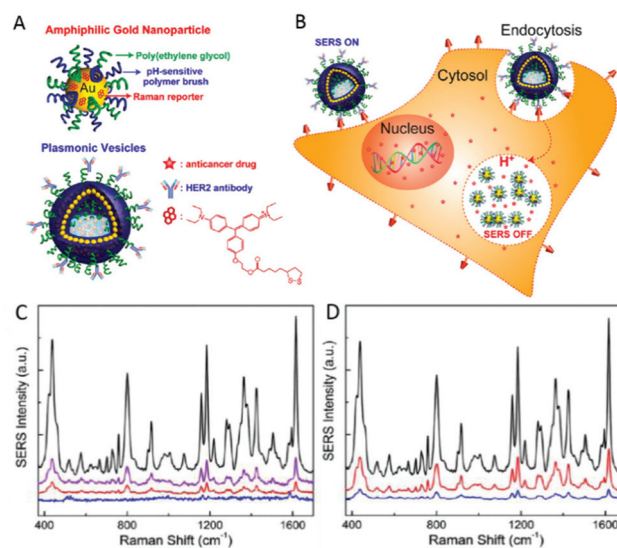 A
Amphiphilic Gold Nanoparticle
Poly(ethylene glycol)
pH-sensitive
polymer brush
Au
Raman reporter
Plasmonic Vesicles
: anticancer drug
: HER2 antibody
:
N
N
O
O
O
S
S
B
SERS ON
Endocytosis
Cytosol
Nucleus
H+
SERS OFF
C
SERS Intensity (a.u.)
400
800
1200
1600
Raman Shift (cm-1)
D
SERS Intensity (a.u.)
400
800
1200
1600
Raman Shift (cm-1)